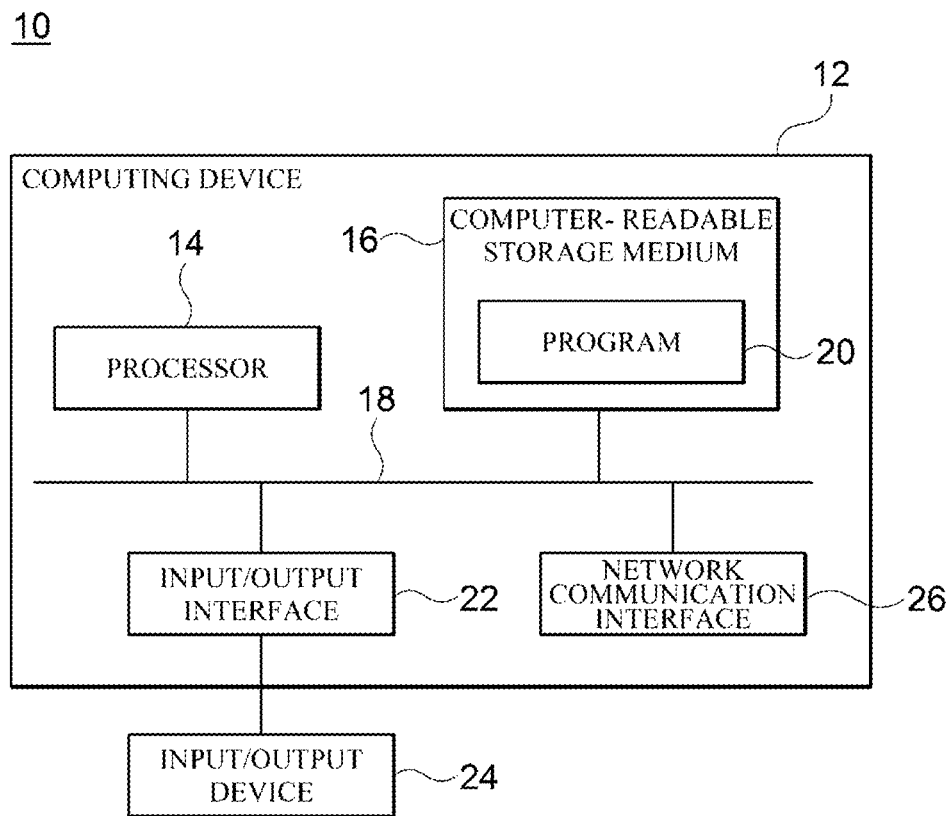 10
12
COMPUTING DEVICE
14
16
COMPUTER- READABLE
STORAGE MEDIUM
PROCESSOR
PROGRAM
20
18
INPUT/OUTPUT
INTERFACE
22
NETWORK
COMMUNICATION
INTERFACE
26
INPUT/OUTPUT
DEVICE
24